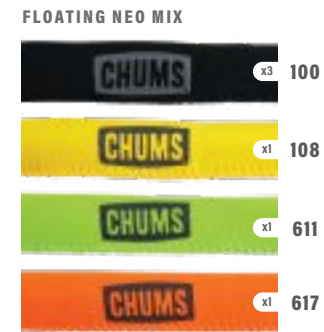 FLOATING NEO MIX
CHUMS x3 100
CHUMS x1 108
CHUMS x1 611
CHUMS x1 617